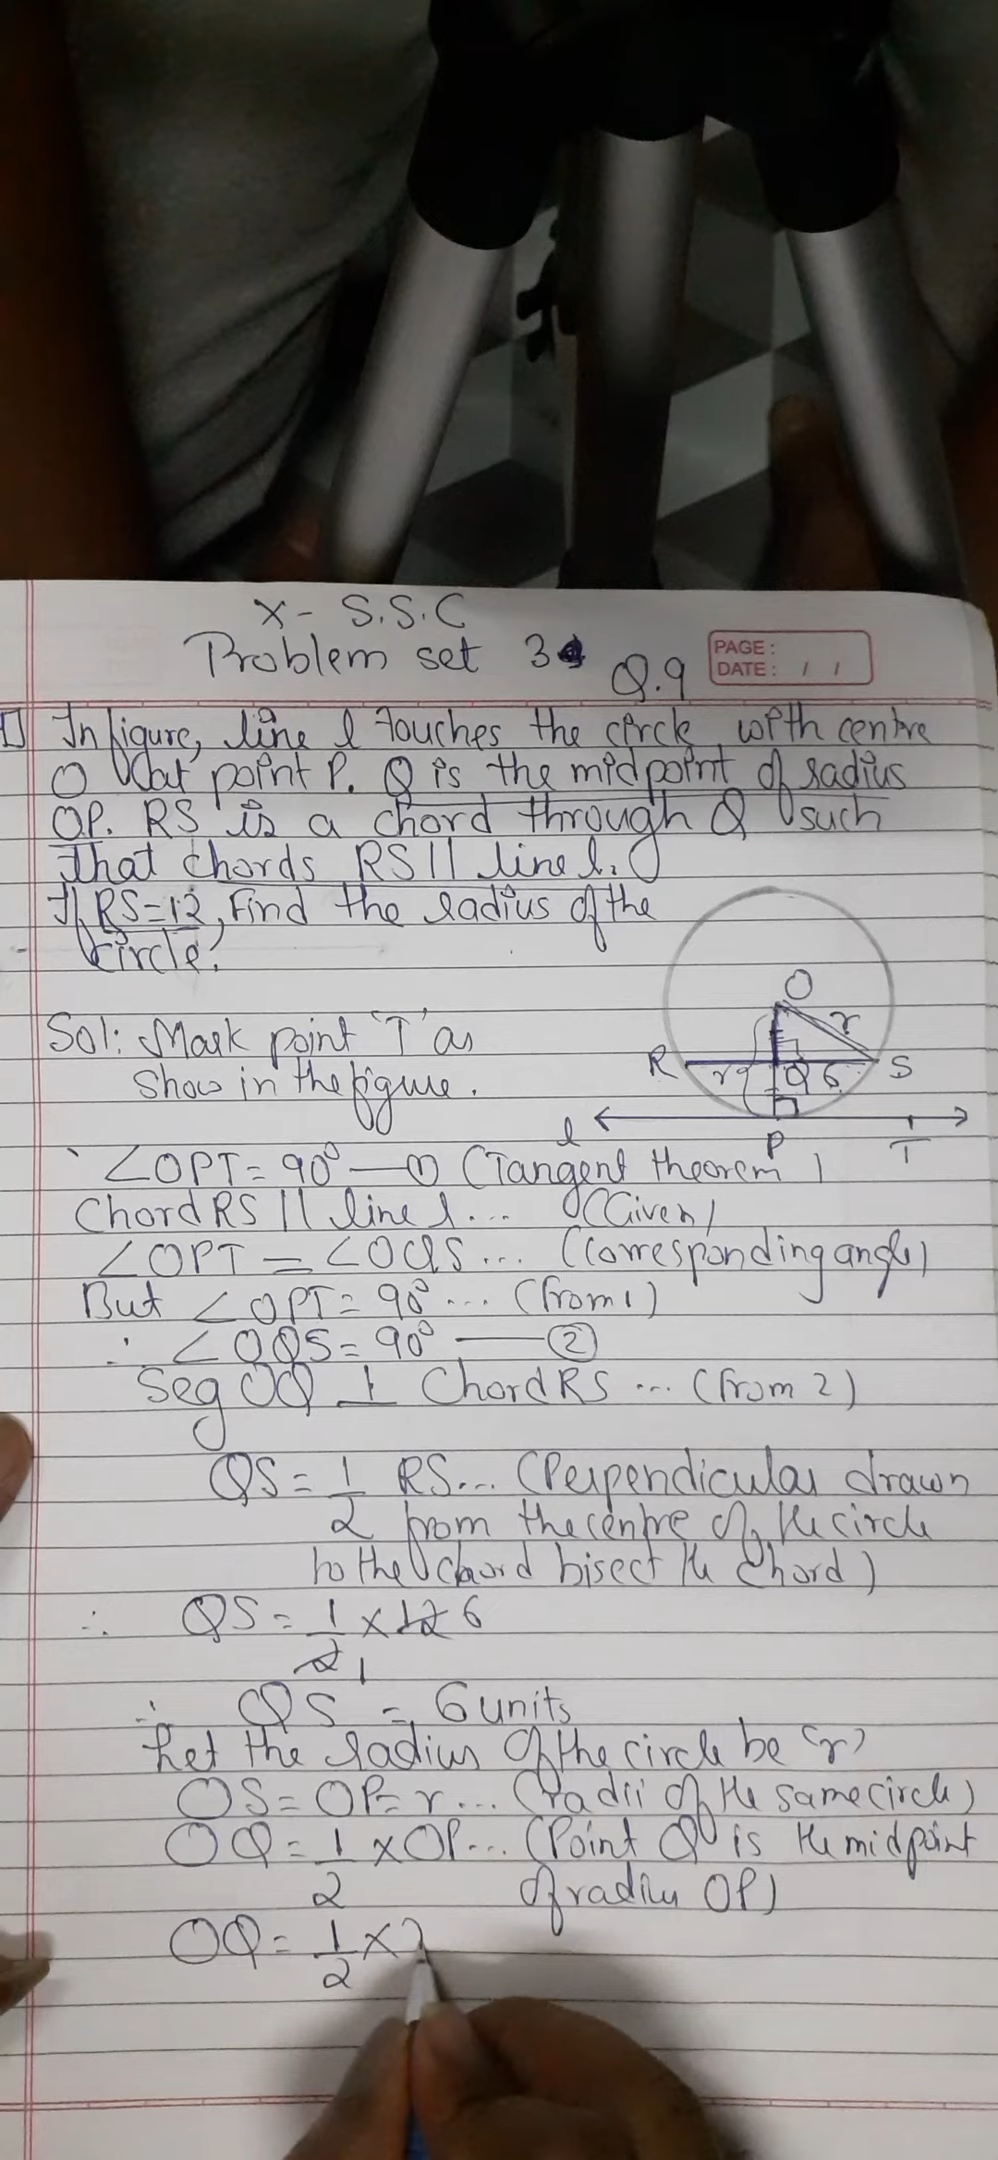 X - S.S.C
Problem set 3
Q.9
PAGE :
DATE : / /
1] In figure, line l touches the circle with centre
O at point P. Q is the midpoint of radius
OP. RS is a chord through Q such
that chords RS || line l.
If RS=12, Find the radius of the
circle?
O
r
R
r
Q
6
S
l
P
T
Sol: Mark point 'T' as
show in the figure.
∠OPT = 90° — ① (Tangent theorem)
Chord RS || line l... (Given)
∠OPT = ∠OQS... (corresponding angle)
But ∠OPT = 90° ... (from 1)
∴ ∠OQS = 90° — ②
Seg OQ ⊥ Chord RS ... (from 2)
QS = 1/2 RS... (Perpendicular drawn
from the centre of the circle
to the chord bisect the chord)
∴ QS = 1/2 × 12 6
1
∴ QS = 6 units
Let the radius of the circle be 'r'
OS = OP = r... (radii of the same circle)
OQ = 1/2 × OP... (Point Q is the midpoint
of radius OP)
OQ = 1/2 ×